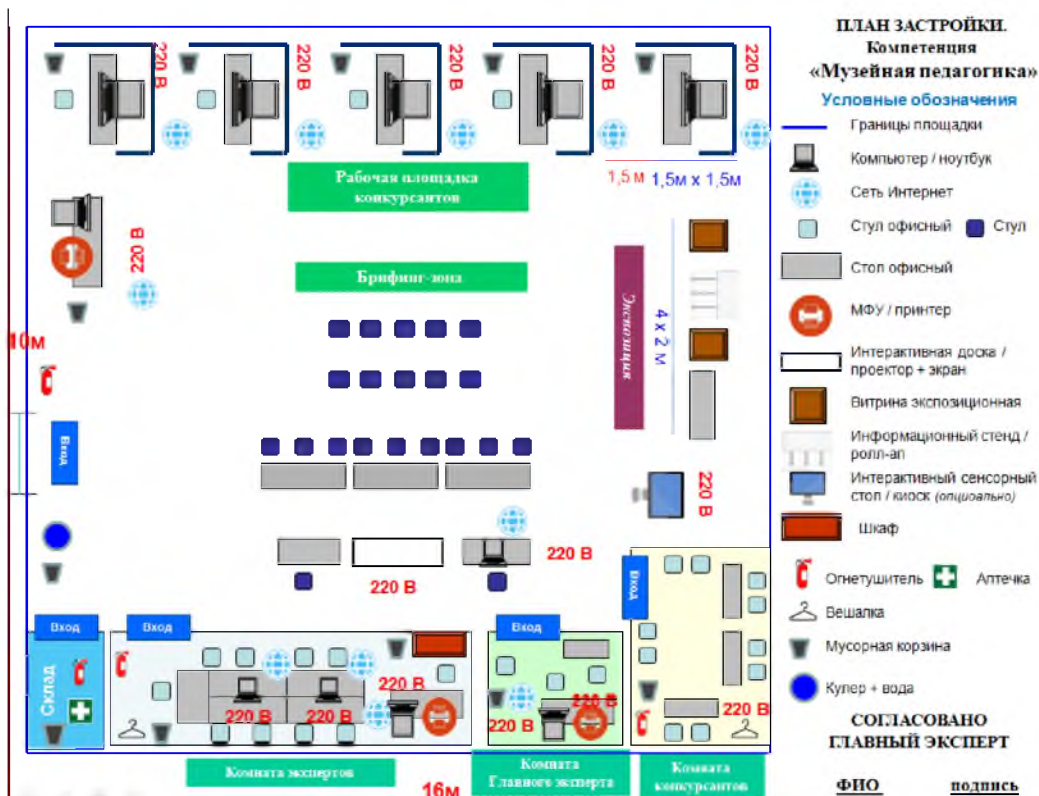 ПЛАН ЗАСТРОЙКИ.
Компетенция
«Музейная педагогика»
Условные обозначения
Границы площадки
Компьютер / ноутбук
Сеть Интернет
Стул офисный
Стул
Стол офисный
МФУ / принтер
Интерактивная доска /
проектор + экран
Витрина экспозиционная
Информационный стенд /
ролл-ап
Интерактивный сенсорный
стол / киоск (опционально)
Шкаф
Огнетушитель
Аптечка
Вешалка
Мусорная корзина
Кулер + вода
СОГЛАСОВАНО
ГЛАВНЫЙ ЭКСПЕРТ
ФИО
подпись
220 В
220 В
220 В
220 В
220 В
Рабочая площадка
конкурсантов
1,5 м
1,5м х 1,5м
220 В
Брифинг-зона
Экспозиция
4 х 2 м
10м
Вход
220 В
220 В
220 В
Вход
Вход
Вход
Вход
Склад
220 В
220 В
220 В
220 В
220 В
220 В
Комната экспертов
16м
Комната
Главного эксперта
Комната
конкурсантов